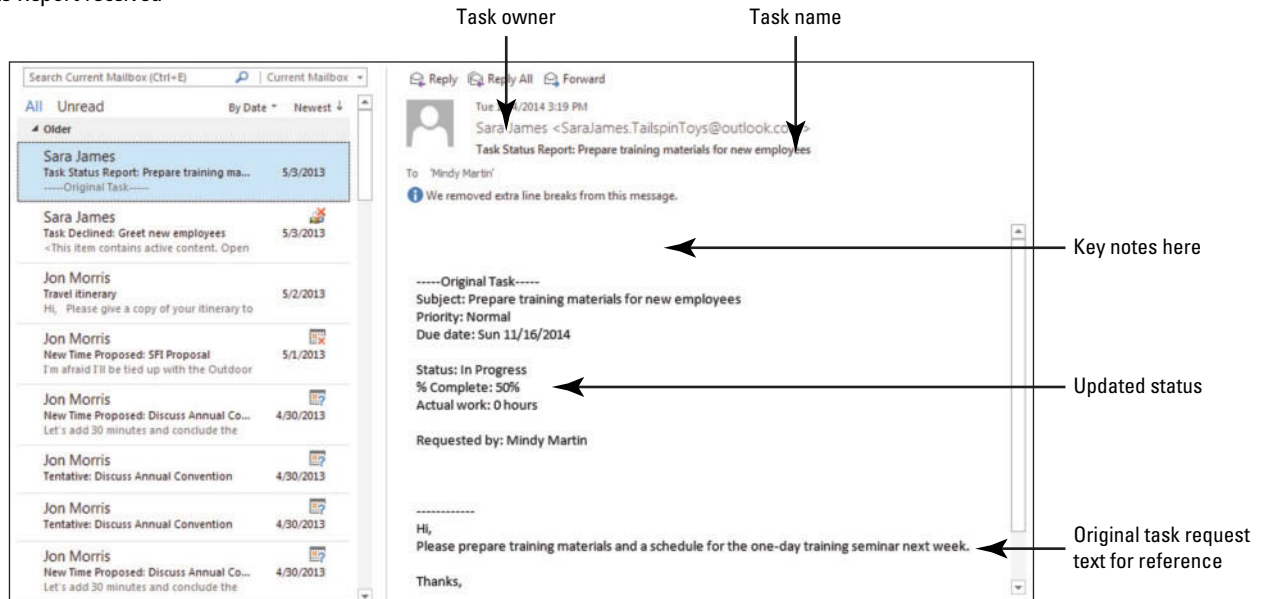 Report received
Task owner
Task name
Search Current Mailbox (Ctrl+E)
Current Mailbox
All Unread
By Date Newest
Older
Sara James
Task Status Report: Prepare training ma... 5/3/2013
-----Original Task-----
Sara James
Task Declined: Greet new employees 5/3/2013
<This item contains active content. Open
Jon Morris
Travel itinerary 5/2/2013
Hi, Please give a copy of your itinerary to
Jon Morris
New Time Proposed: SFI Proposal 5/1/2013
I'm afraid I'll be tied up with the Outdoor
Jon Morris
New Time Proposed: Discuss Annual Co... 4/30/2013
Let's add 30 minutes and conclude the
Jon Morris
Tentative: Discuss Annual Convention 4/30/2013
Jon Morris
Tentative: Discuss Annual Convention 4/30/2013
Jon Morris
New Time Proposed: Discuss Annual Co... 4/30/2013
Let's add 30 minutes and conclude the
Reply Reply All Forward
Tue /2014 3:19 PM
Sara James <SaraJames.TailspinToys@outlook.co
Task Status Report: Prepare training materials for new employees
To 'Mindy Martin'
We removed extra line breaks from this message.
Key notes here
-----Original Task-----
Subject: Prepare training materials for new employees
Priority: Normal
Due date: Sun 11/16/2014
Status: In Progress
% Complete: 50%
Updated status
Actual work: 0 hours
Requested by: Mindy Martin
------------
Hi,
Please prepare training materials and a schedule for the one-day training seminar next week.
Original task request
text for reference
Thanks,